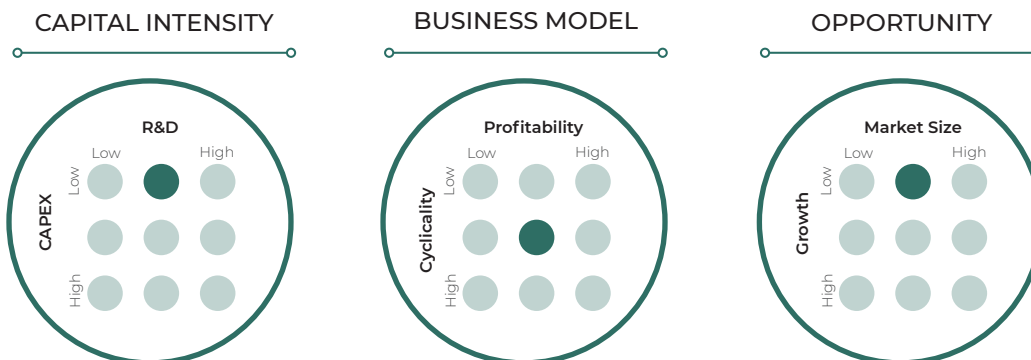 CAPITAL INTENSITY
R&D
Low
High
CAPEX
Low
High
BUSINESS MODEL
Profitability
Low
High
Cyclicality
Low
High
OPPORTUNITY
Market Size
Low
High
Growth
Low
High